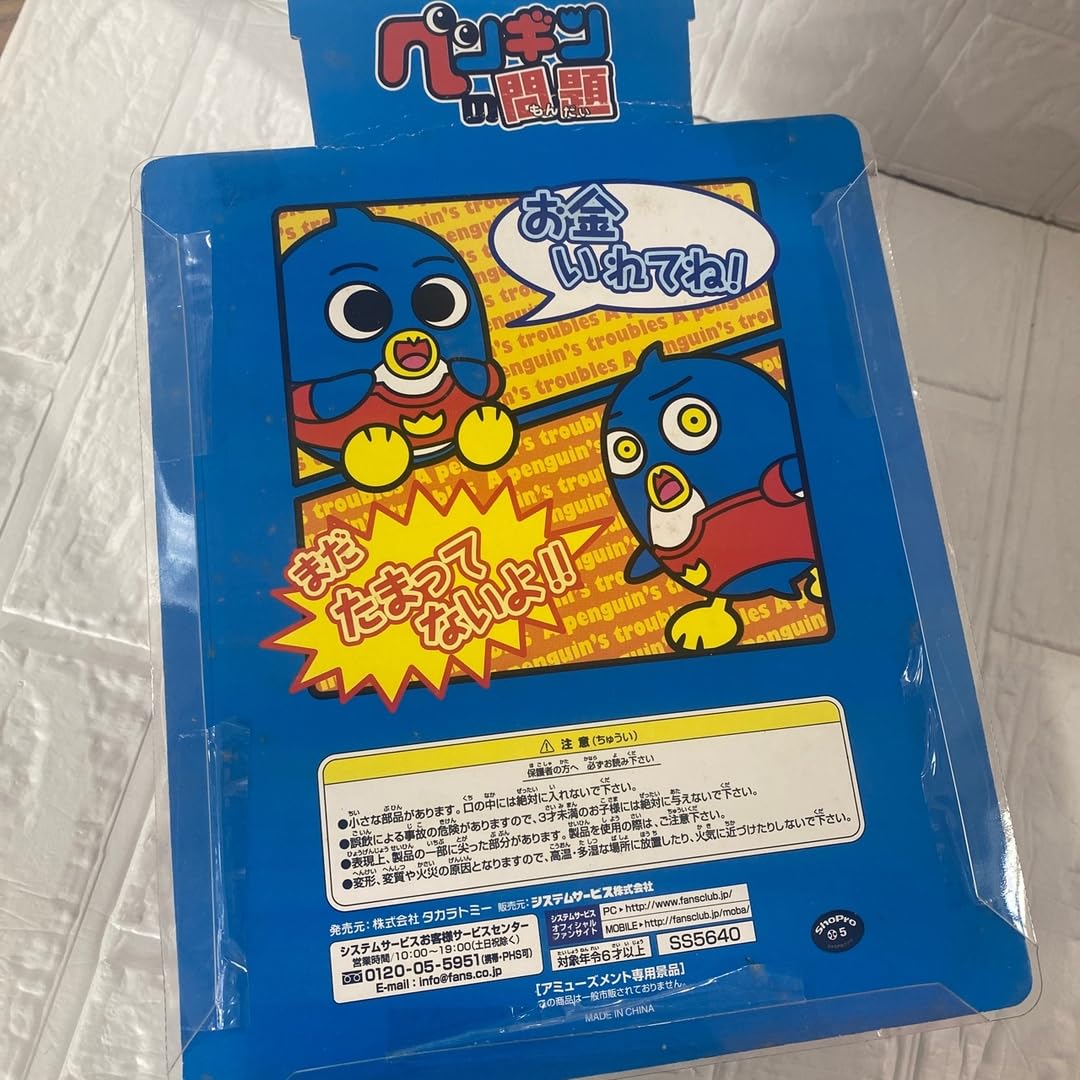 ペンギン
の問題
もんだい
お金
いれてね!
A penguin's troubles A penguin's troubles
まだ
たまって
ないよ!!
⚠ 注意(ちゅうい)
保護者の方へ 必ずお読み下さい
●小さな部品があります。口の中には絶対に入れないで下さい。
●誤飲による事故の危険がありますので、3才未満のお子様には絶対に与えないで下さい。
●表現上、製品の一部に尖った部分があります。製品を使用の際は、ご注意下さい。
●変形、変質や火災の原因となりますので、高温・多湿な場所に放置したり、火気に近づけたりしないで下さい。
発売元:株式会社 タカラトミー 販売元:システムサービス株式会社
システムサービスお客様サービスセンター
営業時間/10:00〜19:00(土日祝除く)
0120-05-5951(携帯・PHS可)
E-mail:info@fans.co.jp
システムサービス
オフィシャル
ファンサイト
PC▶http://www.fansclub.jp/
MOBILE▶http://fansclub.jp/moba/
対象年令6才以上
SS5640
[アミューズメント専用景品]
この商品は一般市販されておりません。
MADE IN CHINA
ShoPro
5